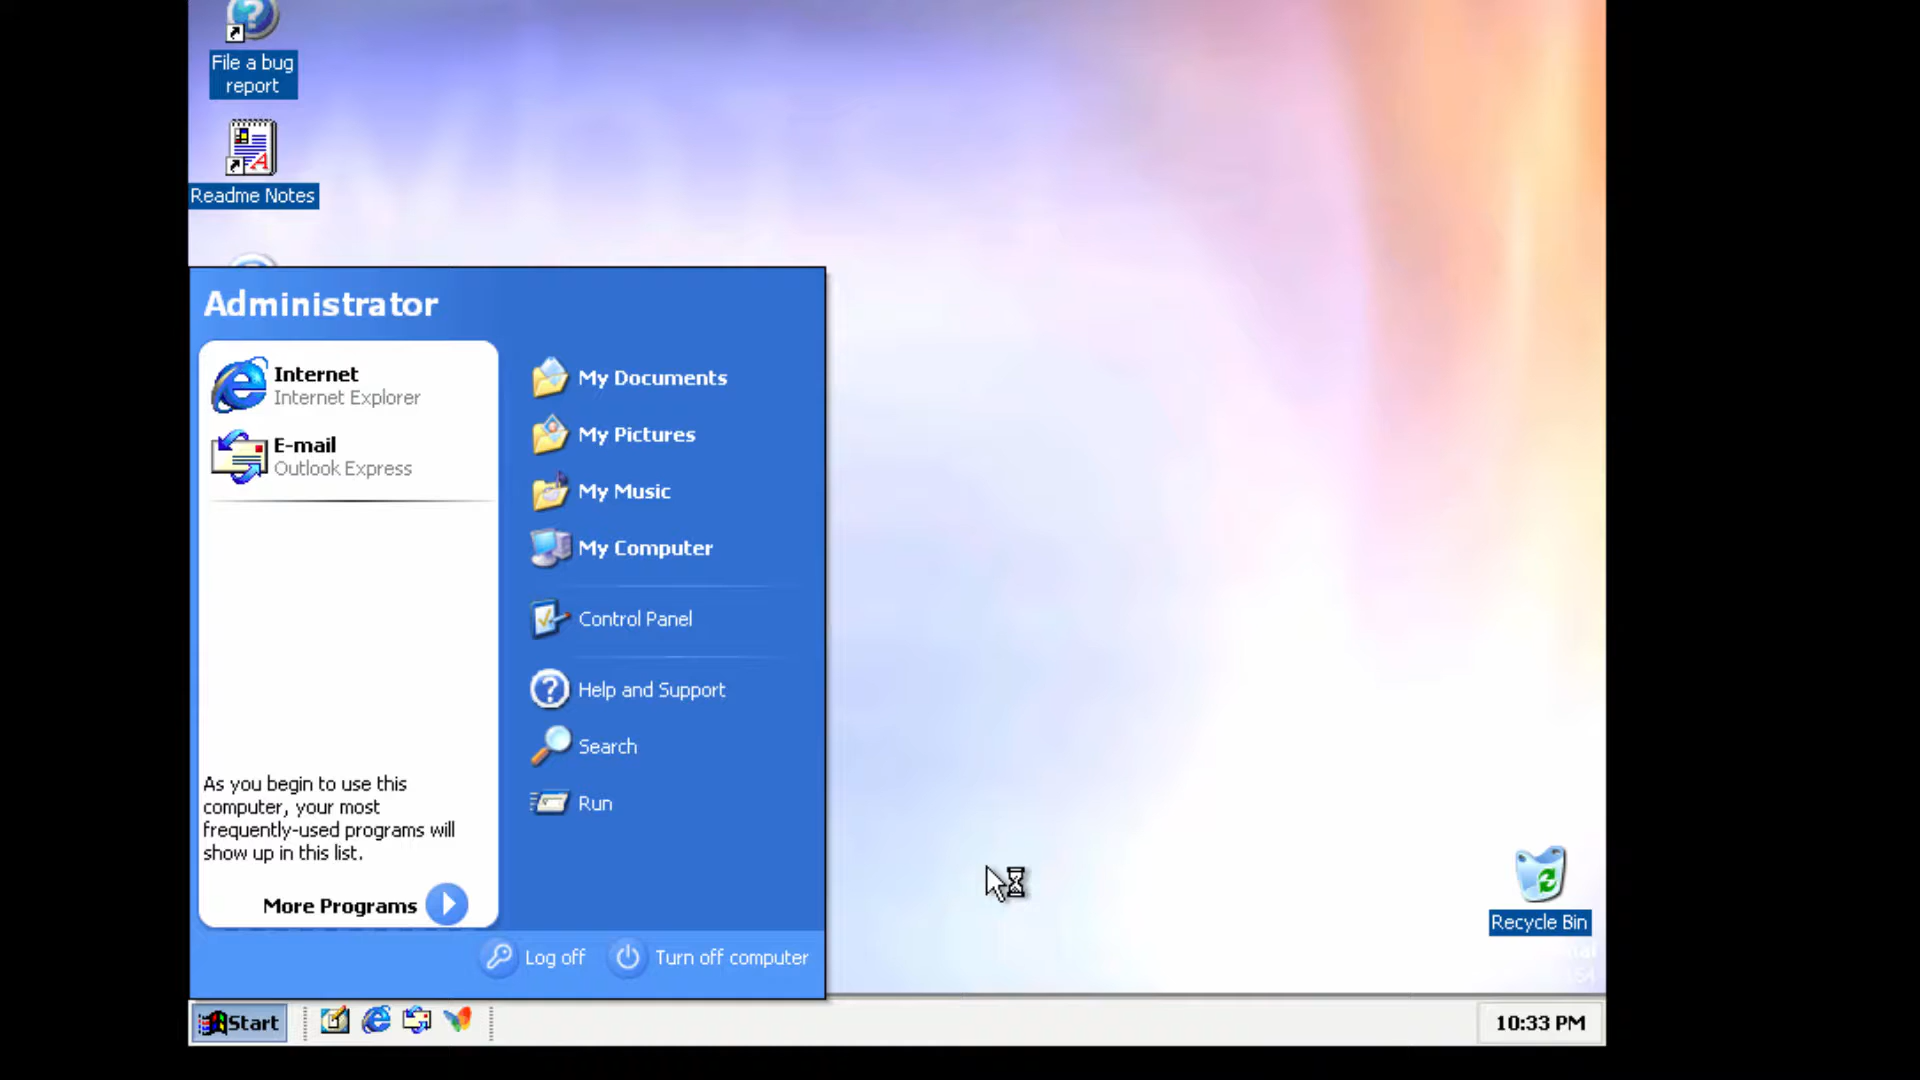 File a bug
report
Readme Notes
Administrator
Internet
Internet Explorer
E-mail
Outlook Express
As you begin to use this
computer, your most
frequently-used programs will
show up in this list.
More Programs
My Documents
My Pictures
My Music
My Computer
Control Panel
Help and Support
Search
Run
Log off
Turn off computer
Recycle Bin
Start
10:33 PM